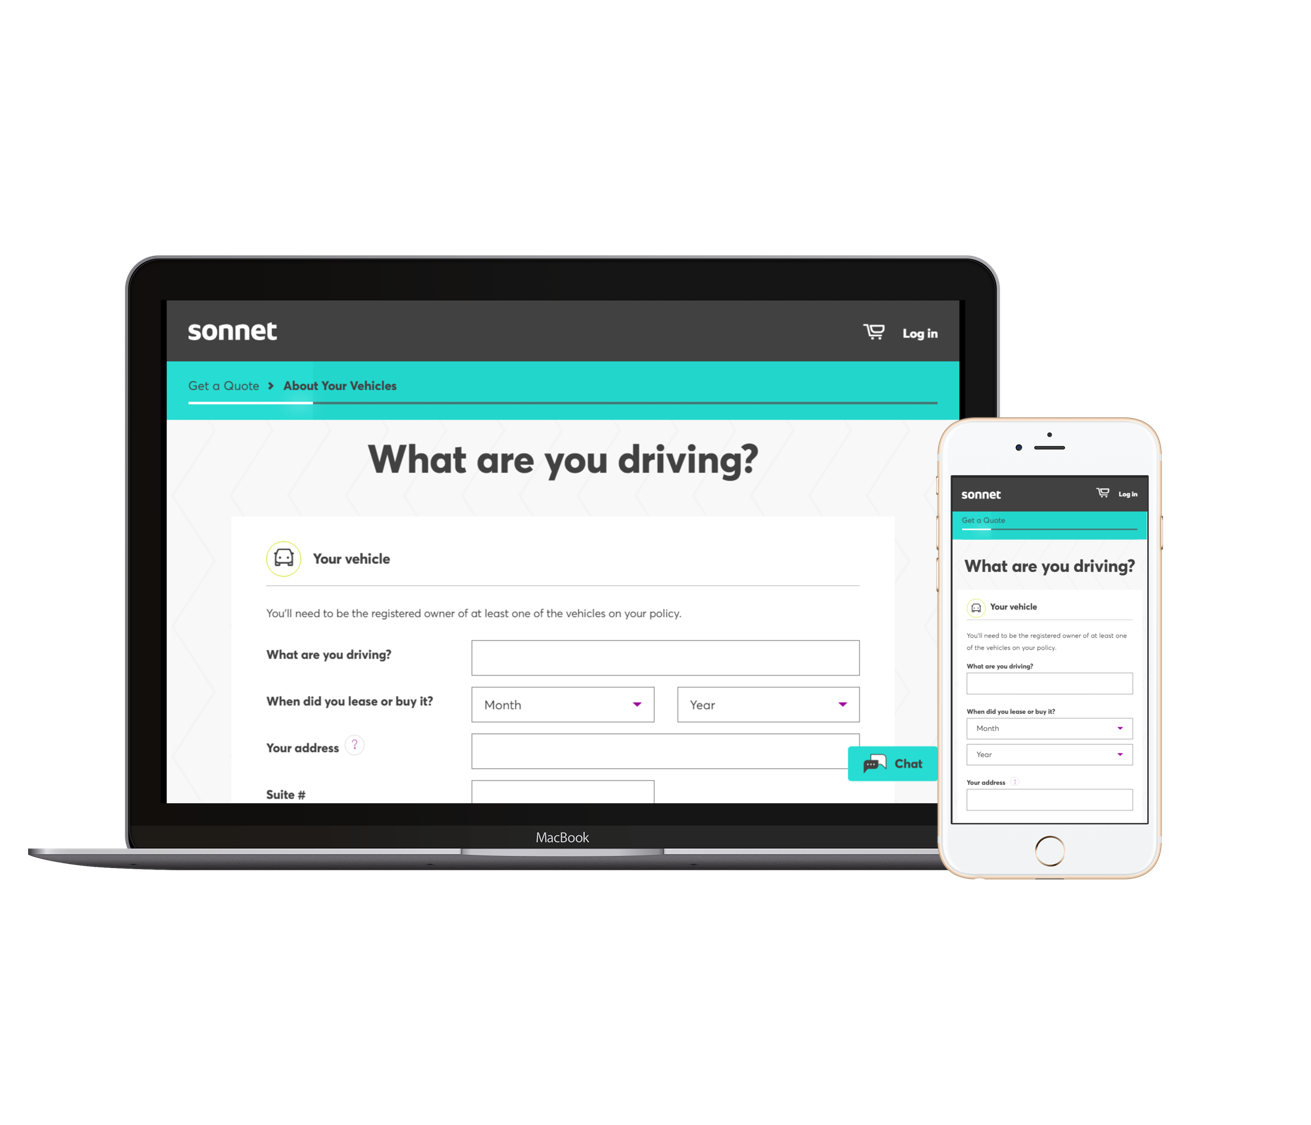 sonnet
Log in
Get a Quote > About Your Vehicles
What are you driving?
Your vehicle
You'll need to be the registered owner of at least one of the vehicles on your policy.
What are you driving?
When did you lease or buy it?
Month
Year
Your address ?
Chat
Suite #
MacBook
sonnet
Log in
Get a Quote
What are you driving?
Your vehicle
You'll need to be the registered owner of at least one
of the vehicles on your policy.
What are you driving?
When did you lease or buy it?
Month
Year
Your address ?